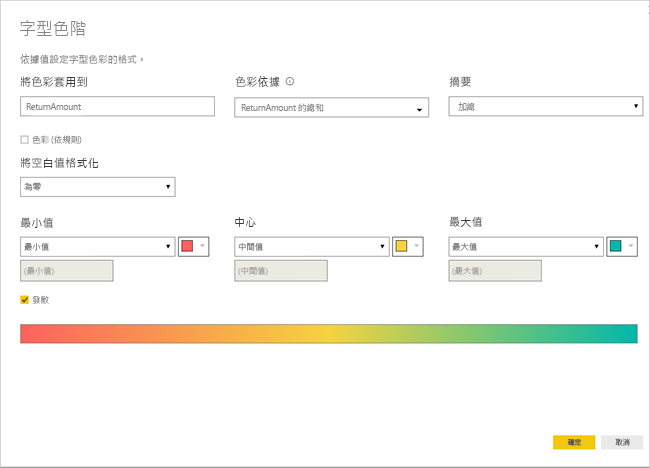 字型色階
依據值設定字型色彩的格式。
將色彩套用到 色彩依據 摘要
ReturnAmount ReturnAmount 的總和 加總
色彩 (依規則)
將空白值格式化
為零
最小值 中心 最大值
最小值 中間值 最大值
(最小值) (中間值) (最大值)
發散
確定 取消